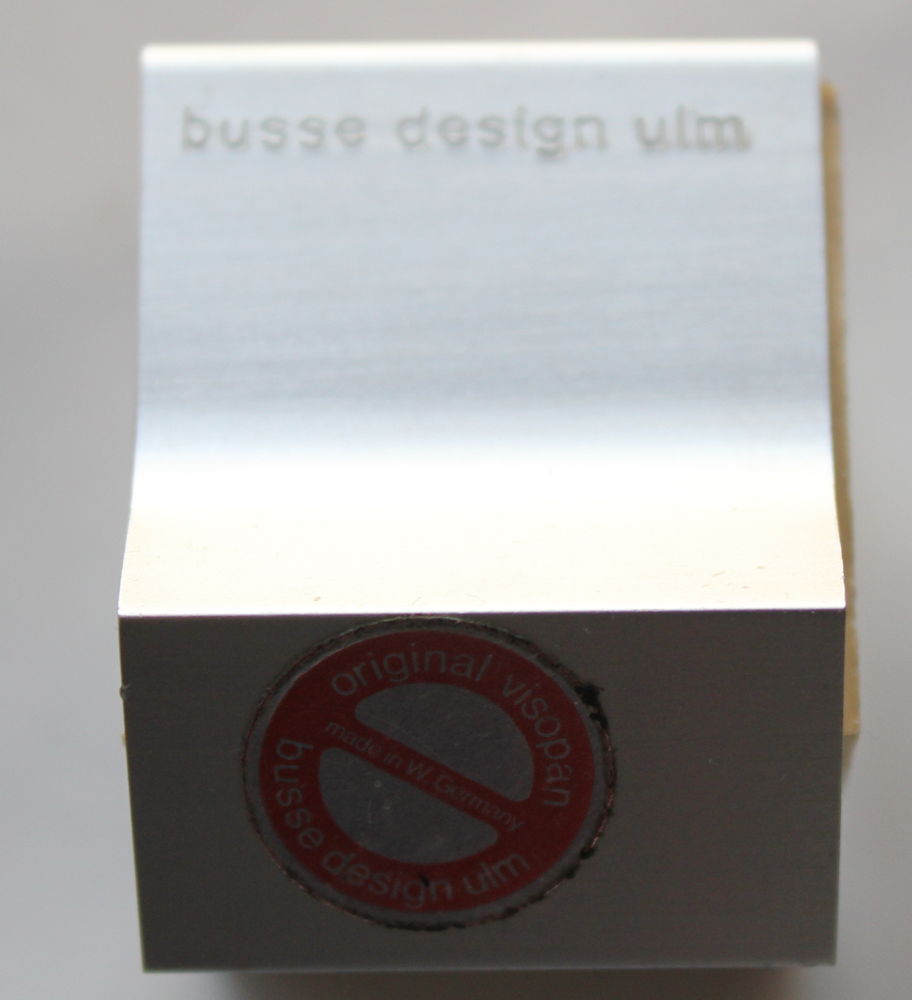 busse design ulm
original visopan
made in W. Germany
busse design ulm